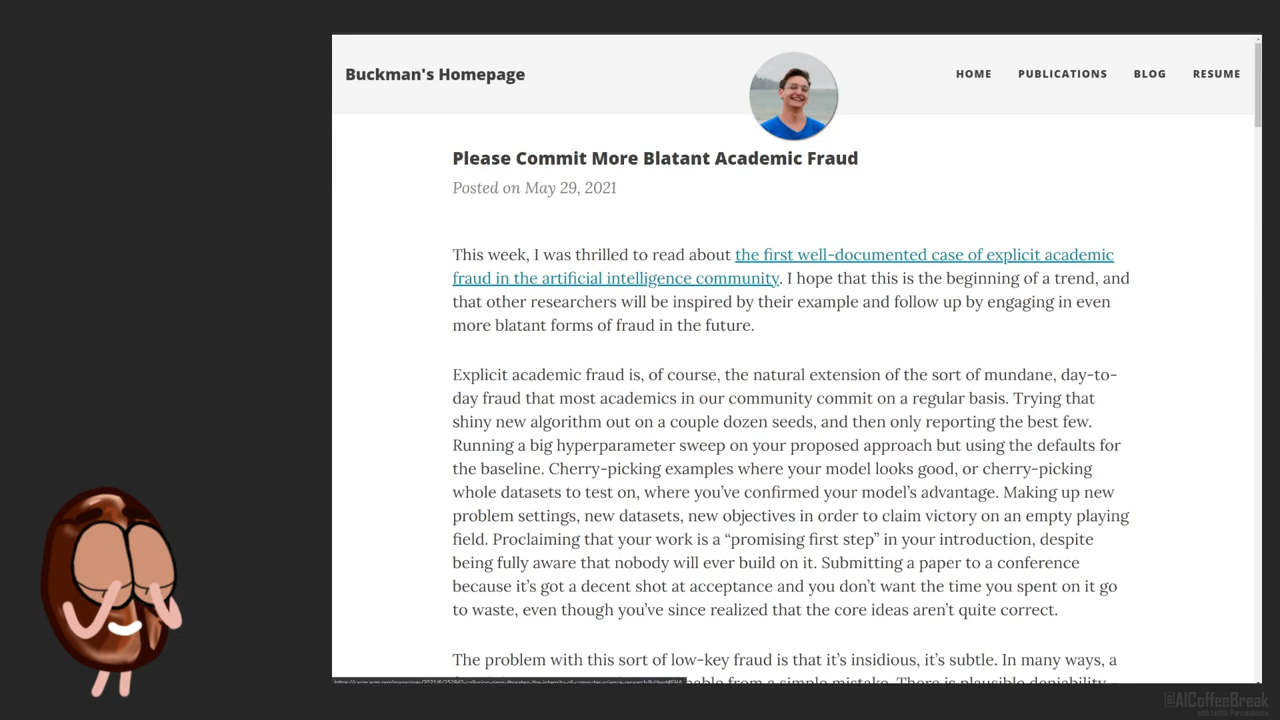 Buckman's Homepage
HOME PUBLICATIONS BLOG RESUME
Please Commit More Blatant Academic Fraud
Posted on May 29, 2021
This week, I was thrilled to read about the first well-documented case of explicit academic
fraud in the artificial intelligence community. I hope that this is the beginning of a trend, and
that other researchers will be inspired by their example and follow up by engaging in even
more blatant forms of fraud in the future.
Explicit academic fraud is, of course, the natural extension of the sort of mundane, day-to-
day fraud that most academics in our community commit on a regular basis. Trying that
shiny new algorithm out on a couple dozen seeds, and then only reporting the best few.
Running a big hyperparameter sweep on your proposed approach but using the defaults for
the baseline. Cherry-picking examples where your model looks good, or cherry-picking
whole datasets to test on, where you’ve confirmed your model’s advantage. Making up new
problem settings, new datasets, new objectives in order to claim victory on an empty playing
field. Proclaiming that your work is a “promising first step” in your introduction, despite
being fully aware that nobody will ever build on it. Submitting a paper to a conference
because it’s got a decent shot at acceptance and you don’t want the time you spent on it go
to waste, even though you’ve since realized that the core ideas aren’t quite correct.
The problem with this sort of low-key fraud is that it’s insidious, it’s subtle. In many ways, a
from a simple mistake. There is plausible deniability
@AICoffeeBreak